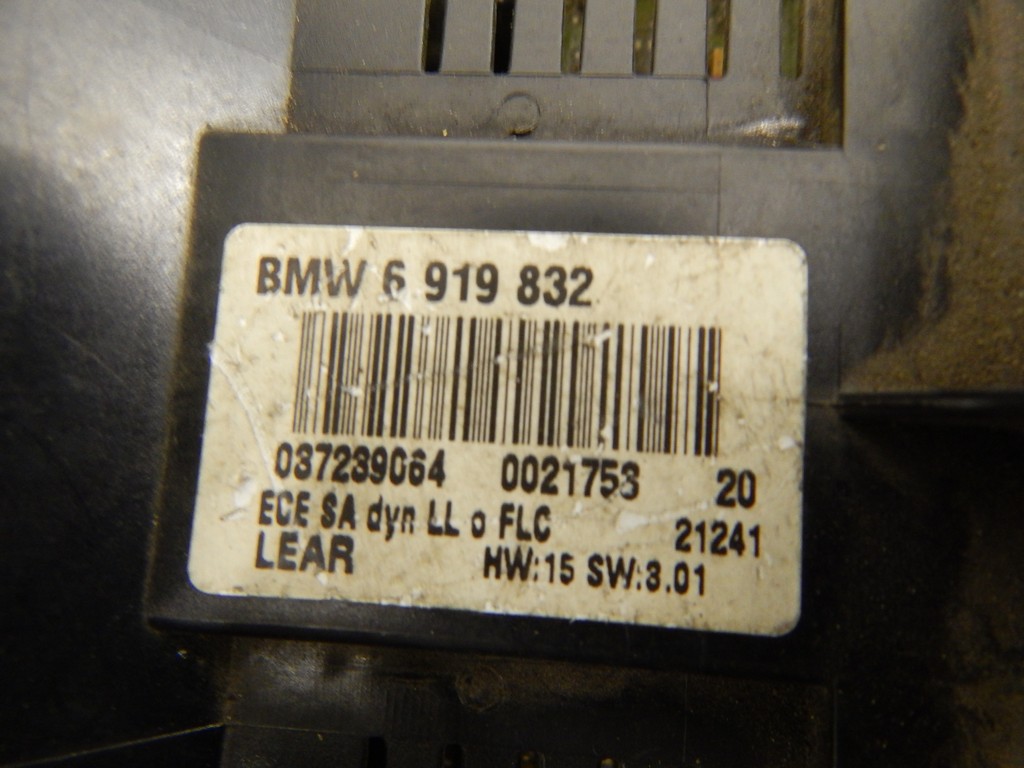 BMW 6 919 832
037239064 0021753 20
ECE SA dyn LL o FLC 21241
LEAR HW:15 SW:3.01